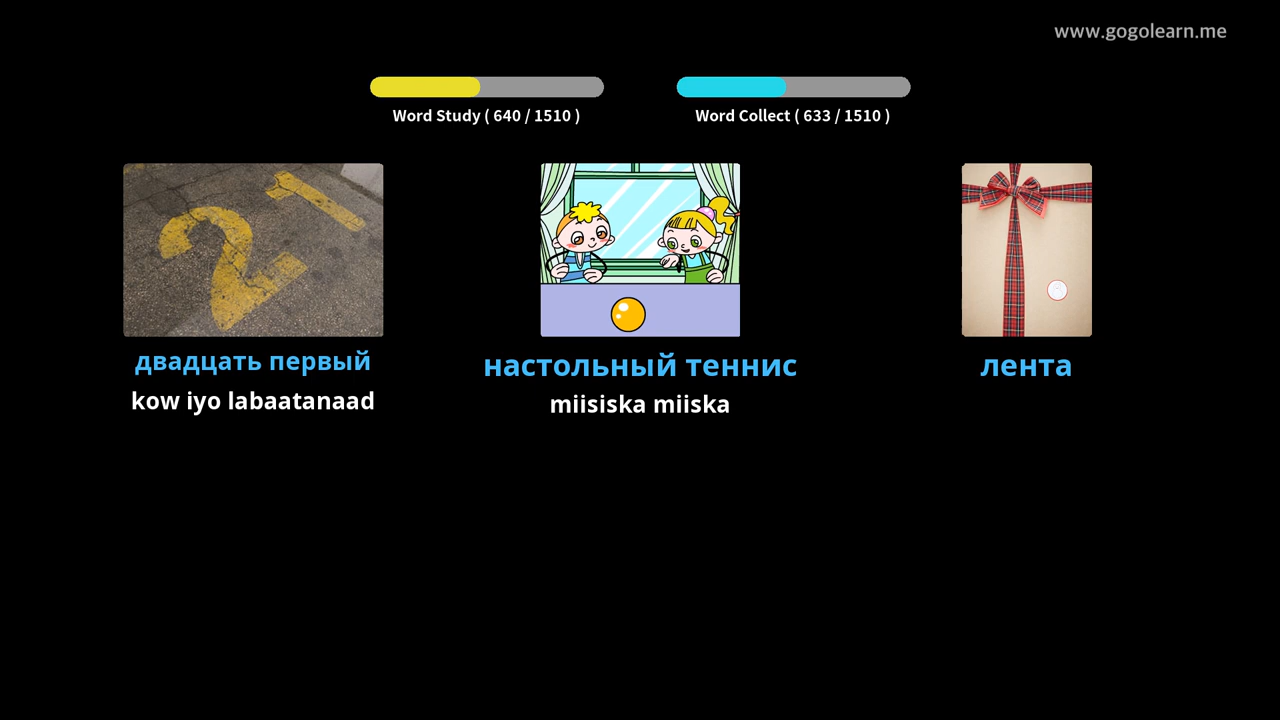 www.gogolearn.me
Word Study ( 640 / 1510 )
Word Collect ( 633 / 1510 )
21
двадцать первый
kow iyo labaatanaad
настольный теннис
miisiska miiska
лента